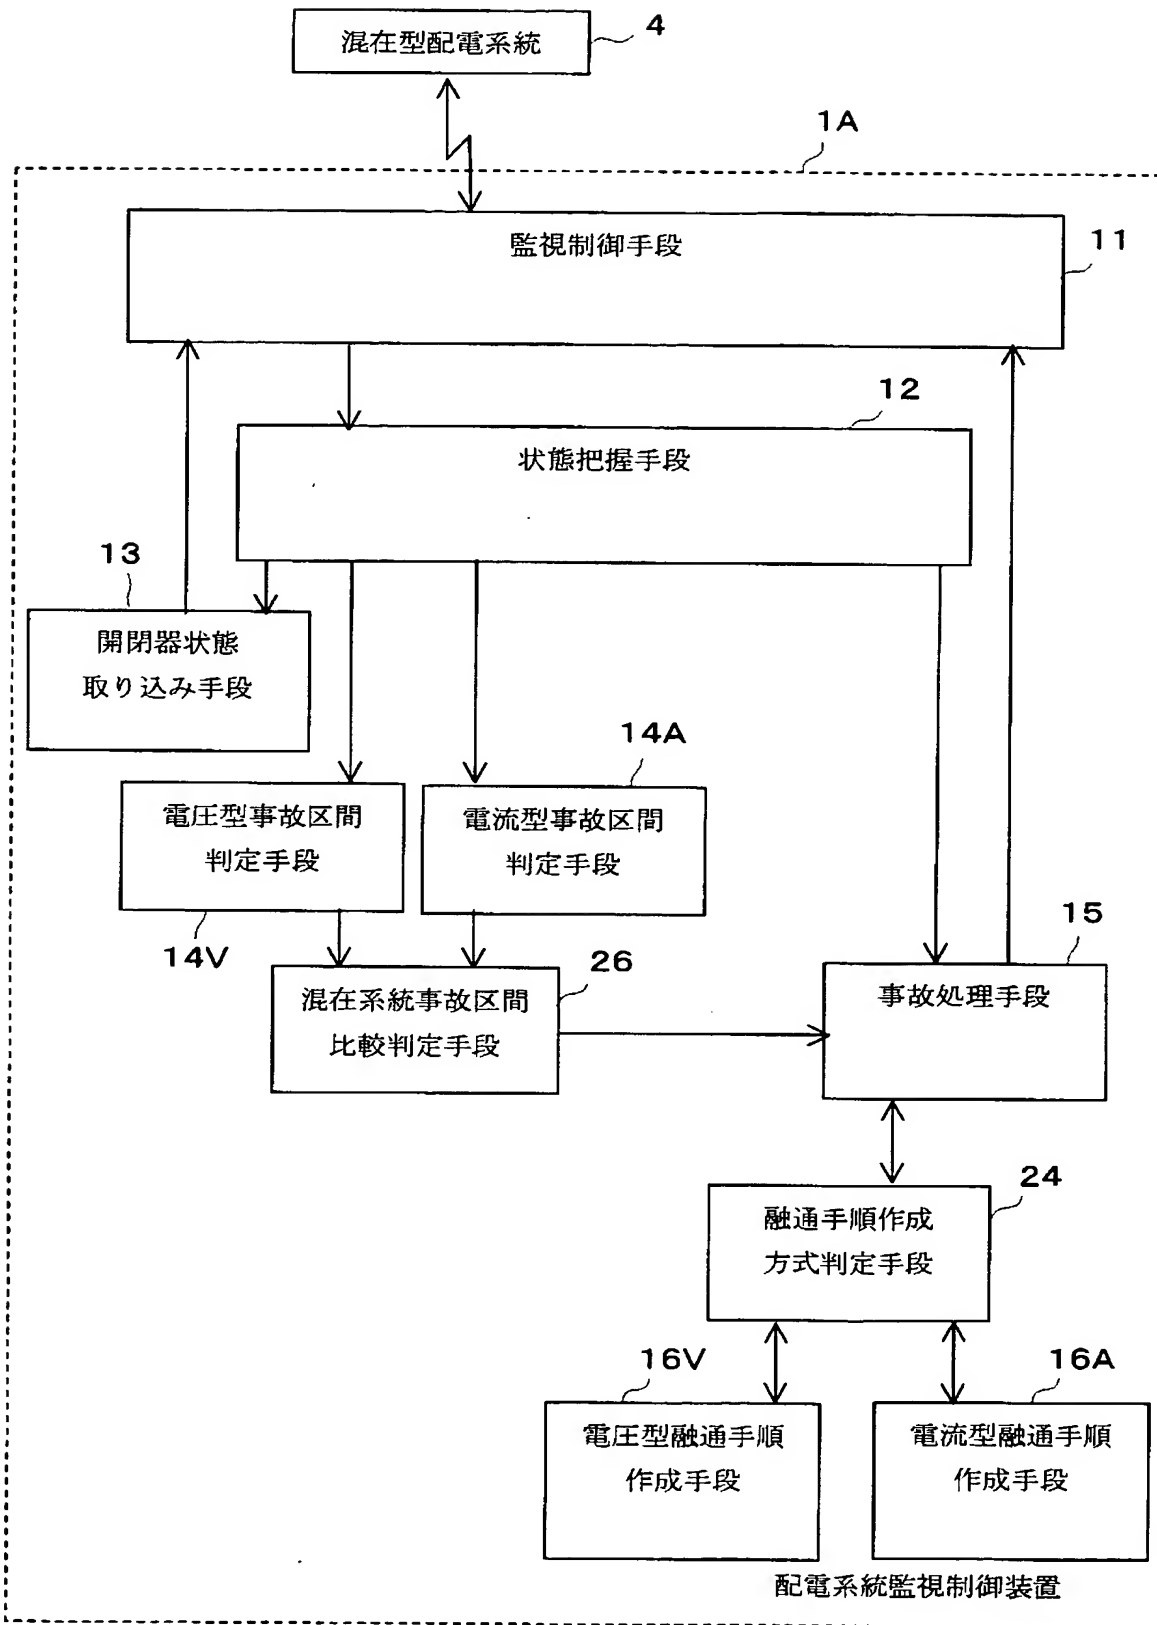 混在型配電系統
4
1A
監視制御手段
11
12
状態把握手段
13
開閉器状態
取り込み手段
14A
電圧型事故区間
判定手段
電流型事故区間
判定手段
14V
15
26
混在系統事故区間
比較判定手段
事故処理手段
24
融通手順作成
方式判定手段
16V
16A
電圧型融通手順
作成手段
電流型融通手順
作成手段
配電系統監視制御装置